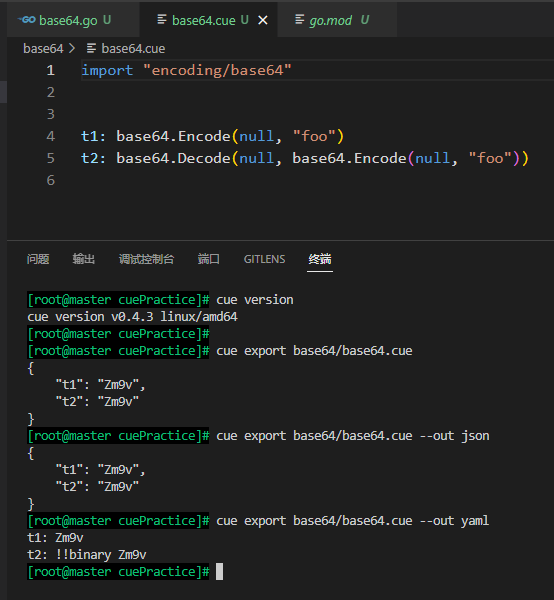 base64.go U base64.cue U go.mod U
base64 > base64.cue
1 import "encoding/base64"
2
3
4 t1: base64.Encode(null, "foo")
5 t2: base64.Decode(null, base64.Encode(null, "foo"))
6
问题 输出 调试控制台 端口 GITLENS 终端
[root@master cuePractice]# cue version
cue version v0.4.3 linux/amd64
[root@master cuePractice]#
[root@master cuePractice]# cue export base64/base64.cue
{
    "t1": "Zm9v",
    "t2": "Zm9v"
}
[root@master cuePractice]# cue export base64/base64.cue --out json
{
    "t1": "Zm9v",
    "t2": "Zm9v"
}
[root@master cuePractice]# cue export base64/base64.cue --out yaml
t1: Zm9v
t2: !!binary Zm9v
[root@master cuePractice]#